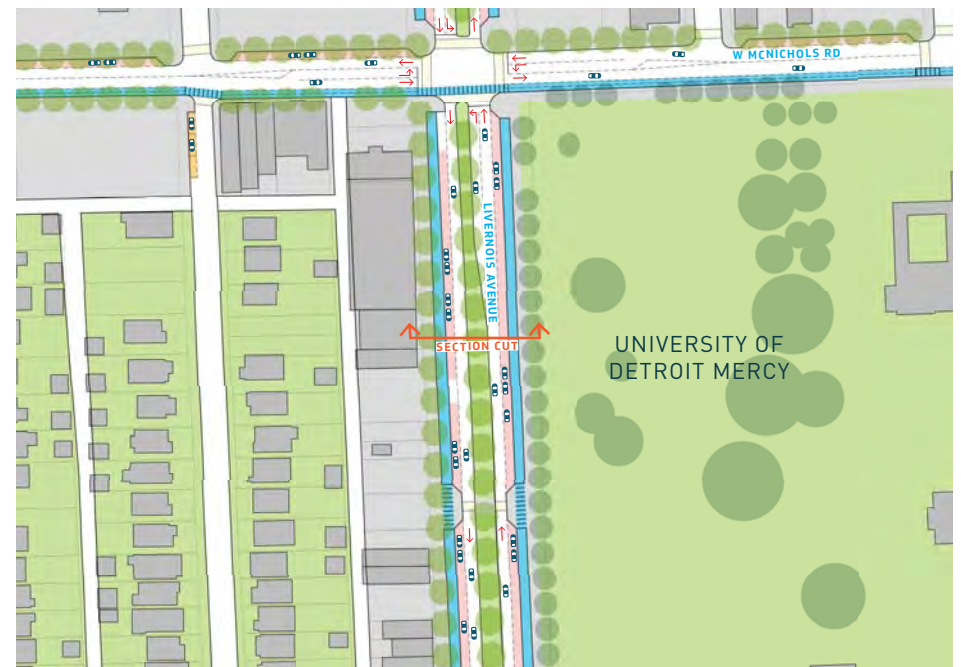 W MCNICHOLS RD
LIVERNOIS AVENUE
SECTION CUT
UNIVERSITY OF
DETROIT MERCY